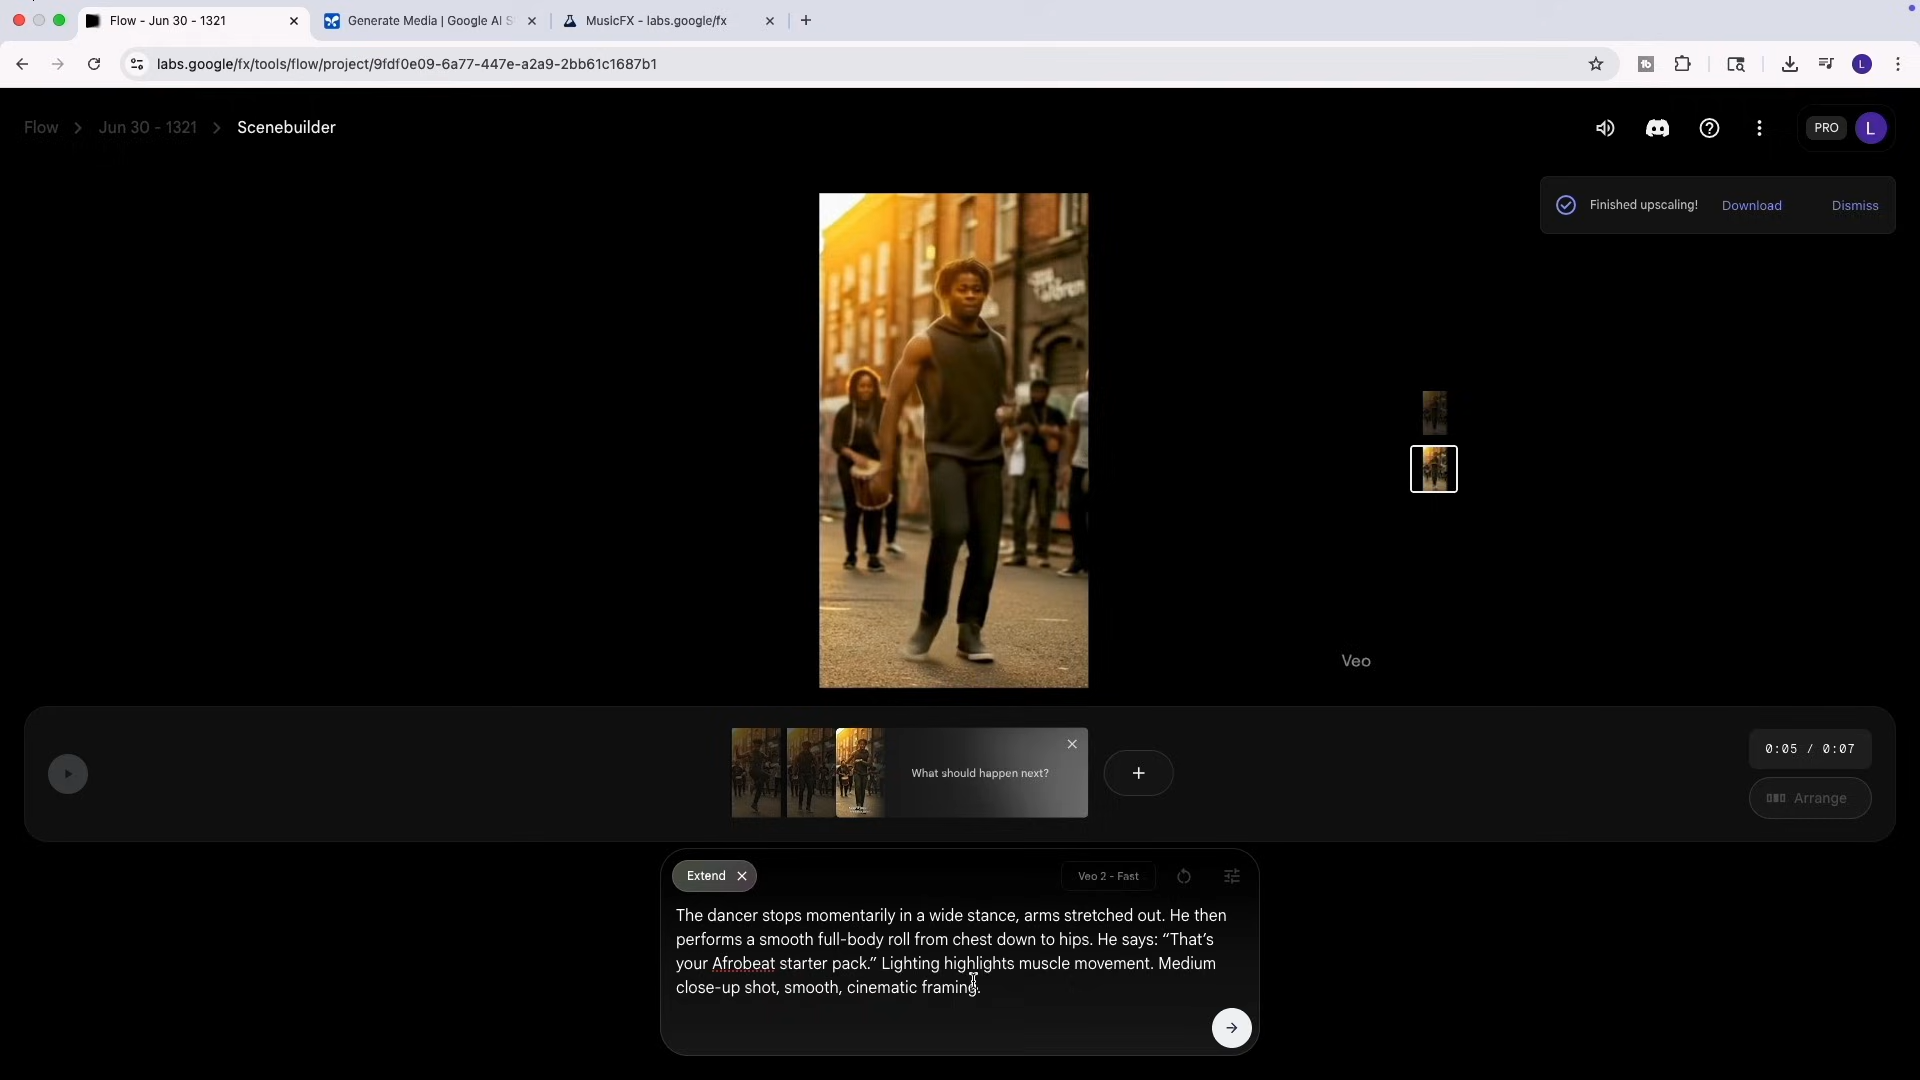 Flow - Jun 30 - 1321
Generate Media | Google AI S
MusicFX - labs.google/fx
labs.google/fx/tools/flow/project/9fdf0e09-6a77-447e-a2a9-2bb61c1687b1
L
Flow > Jun 30 - 1321 > Scenebuilder
PRO L
Finished upscaling! Download Dismiss
Veo
What should happen next?
0:05 / 0:07
Arrange
Extend
Veo 2 - Fast
The dancer stops momentarily in a wide stance, arms stretched out. He then
performs a smooth full-body roll from chest down to hips. He says: “That’s
your Afrobeat starter pack.” Lighting highlights muscle movement. Medium
close-up shot, smooth, cinematic framing.